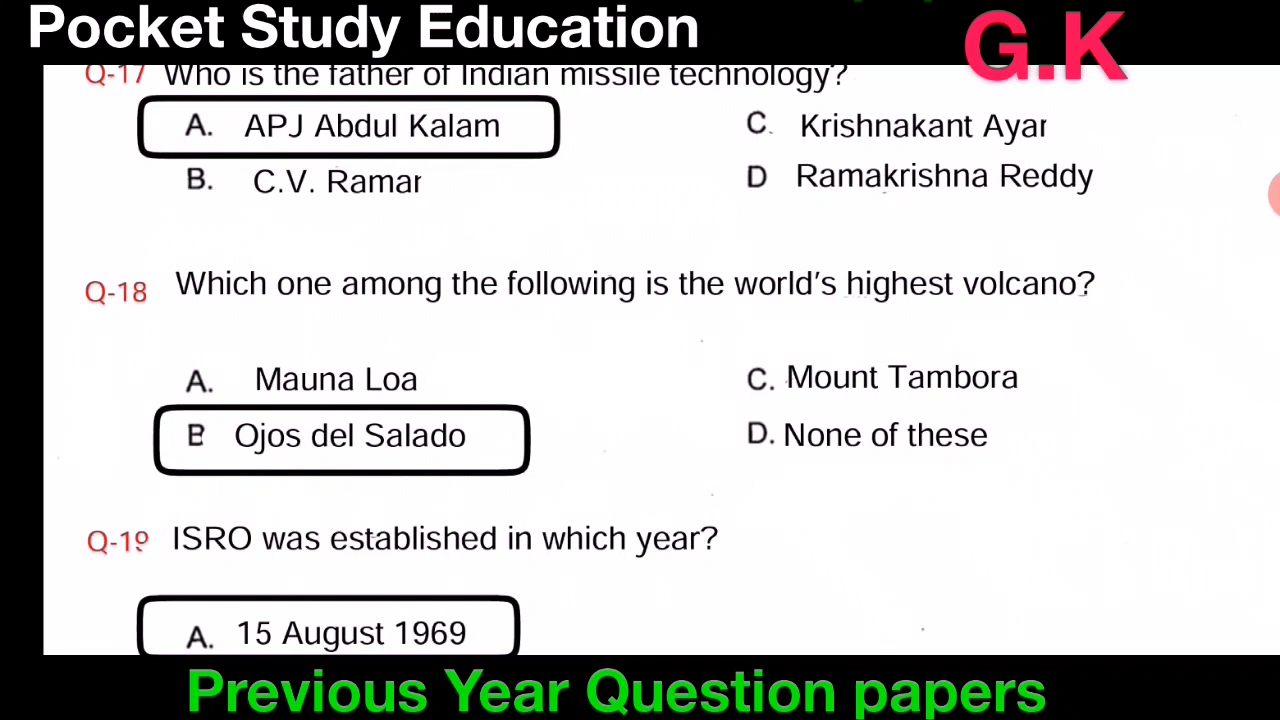 Pocket Study Education
G.K
Q-17 Who is the father of Indian missile technology?
A. APJ Abdul Kalam
B. C.V. Ramar
C. Krishnakant Ayar
D Ramakrishna Reddy
Q-18 Which one among the following is the world's highest volcano?
A. Mauna Loa
B Ojos del Salado
C. Mount Tambora
D. None of these
Q-19 ISRO was established in which year?
A. 15 August 1969
Previous Year Question papers